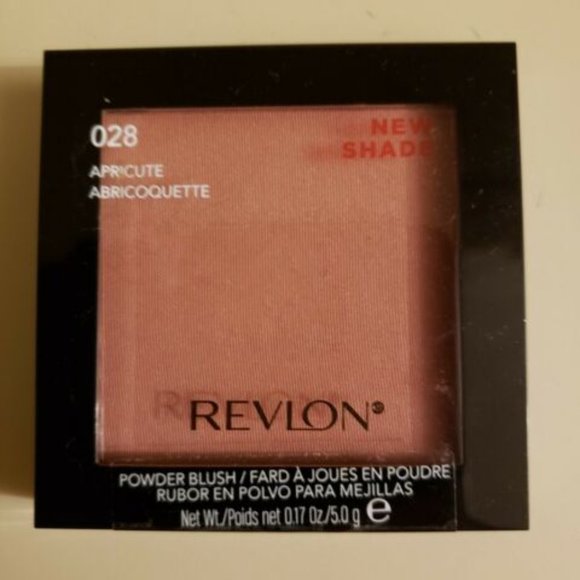 028
APRICUTE
ABRICOQUETTE
NEW
SHADE
REVLON
POWDER BLUSH / FARD À JOUES EN POUDRE
RUBOR EN POLVO PARA MEJILLAS
Net Wt./Poids net 0.17 Oz/5.0 g e